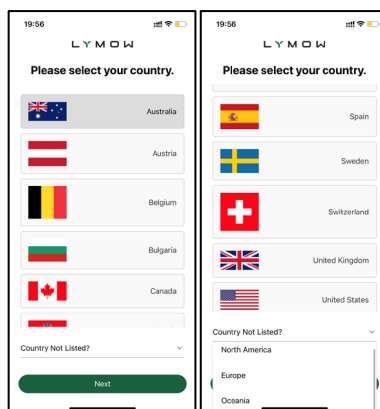 19:56
LYMOW
Please select your country.
Australia
Austria
Belgium
Bulgaria
Canada
Country Not Listed?
Next
19:56
LYMOW
Please select your country.
Spain
Sweden
Switzerland
United Kingdom
United States
Country Not Listed?
North America
Europe
Oceania